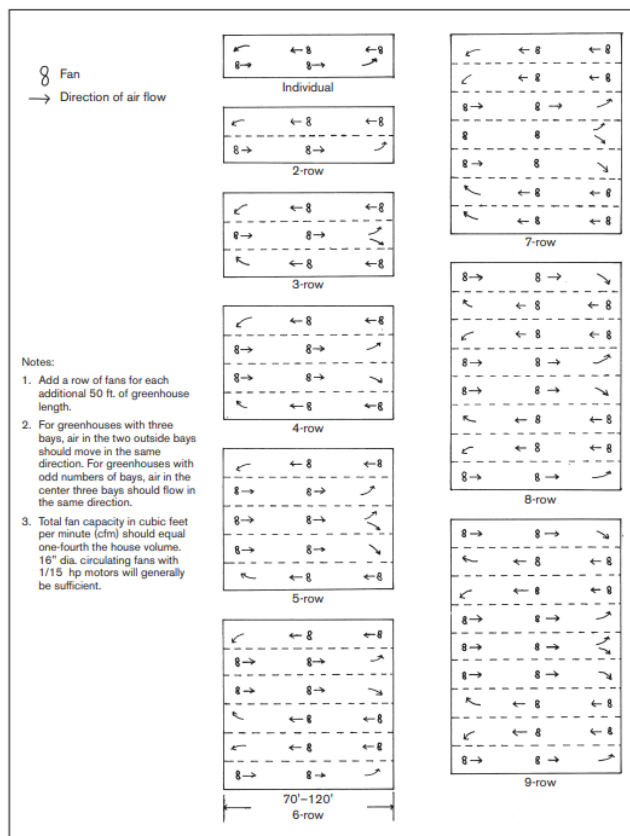 Fan
Direction of air flow
Individual
2-row
3-row
4-row
5-row
70'–120'
6-row
7-row
8-row
9-row
Notes:
1. Add a row of fans for each
additional 50 ft. of greenhouse
length.
2. For greenhouses with three
bays, air in the two outside bays
should move in the same
direction. For greenhouses with
odd numbers of bays, air in the
center three bays should flow in
the same direction.
3. Total fan capacity in cubic feet
per minute (cfm) should equal
one-fourth the house volume.
16" dia. circulating fans with
1/15 hp motors will generally
be sufficient.